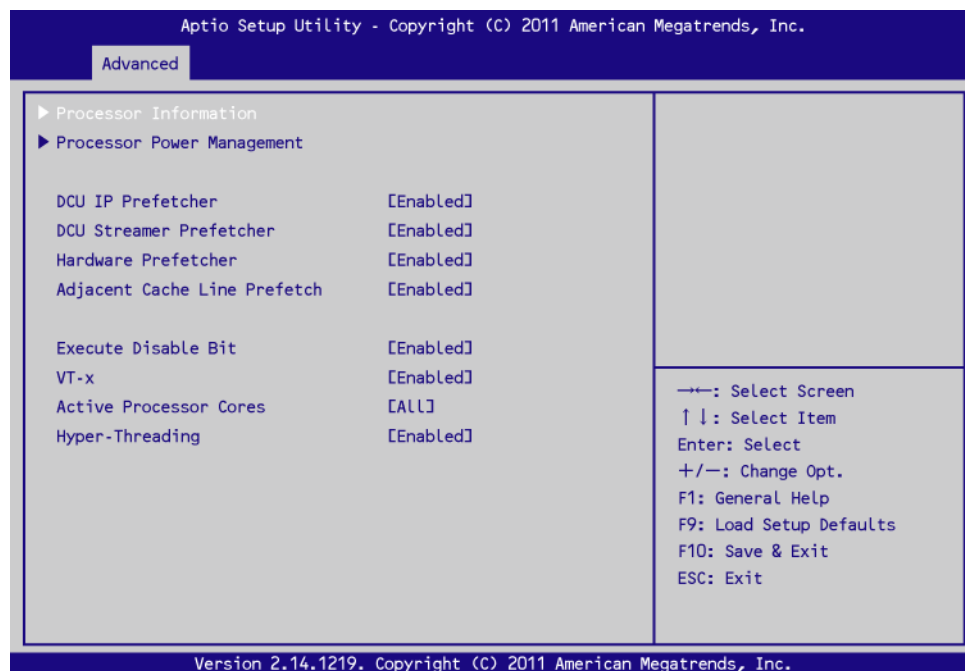 Aptio Setup Utility - Copyright (C) 2011 American Megatrends, Inc.
Advanced
▶ Processor Information
▶ Processor Power Management
DCU IP Prefetcher [Enabled]
DCU Streamer Prefetcher [Enabled]
Hardware Prefetcher [Enabled]
Adjacent Cache Line Prefetch [Enabled]
Execute Disable Bit [Enabled]
VT-x [Enabled]
Active Processor Cores [All]
Hyper-Threading [Enabled]
→←: Select Screen
↑↓: Select Item
Enter: Select
+/-: Change Opt.
F1: General Help
F9: Load Setup Defaults
F10: Save & Exit
ESC: Exit
Version 2.14.1219. Copyright (C) 2011 American Megatrends, Inc.